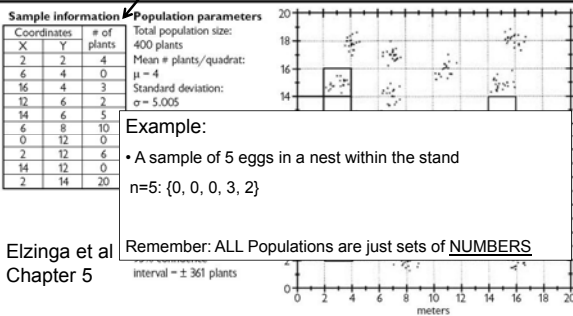 Sample information
Population parameters
Coordinates
# of
X
Y
plants
2 2 4
6 4 0
16 4 3
12 6 2
14 6 5
6 8 10
0 12 0
2 12 6
14 12 0
2 14 20
Total population size:
400 plants
Mean # plants/quadrat:
μ = 4
Standard deviation:
σ = 5.005
20
18
16
14
Example:
• A sample of 5 eggs in a nest within the stand
n=5: {0, 0, 0, 3, 2}
Remember: ALL Populations are just sets of NUMBERS
Elzinga et al
Chapter 5
interval = ± 361 plants
2
0
0 2 4 6 8 10 12 14 16 18 20
meters